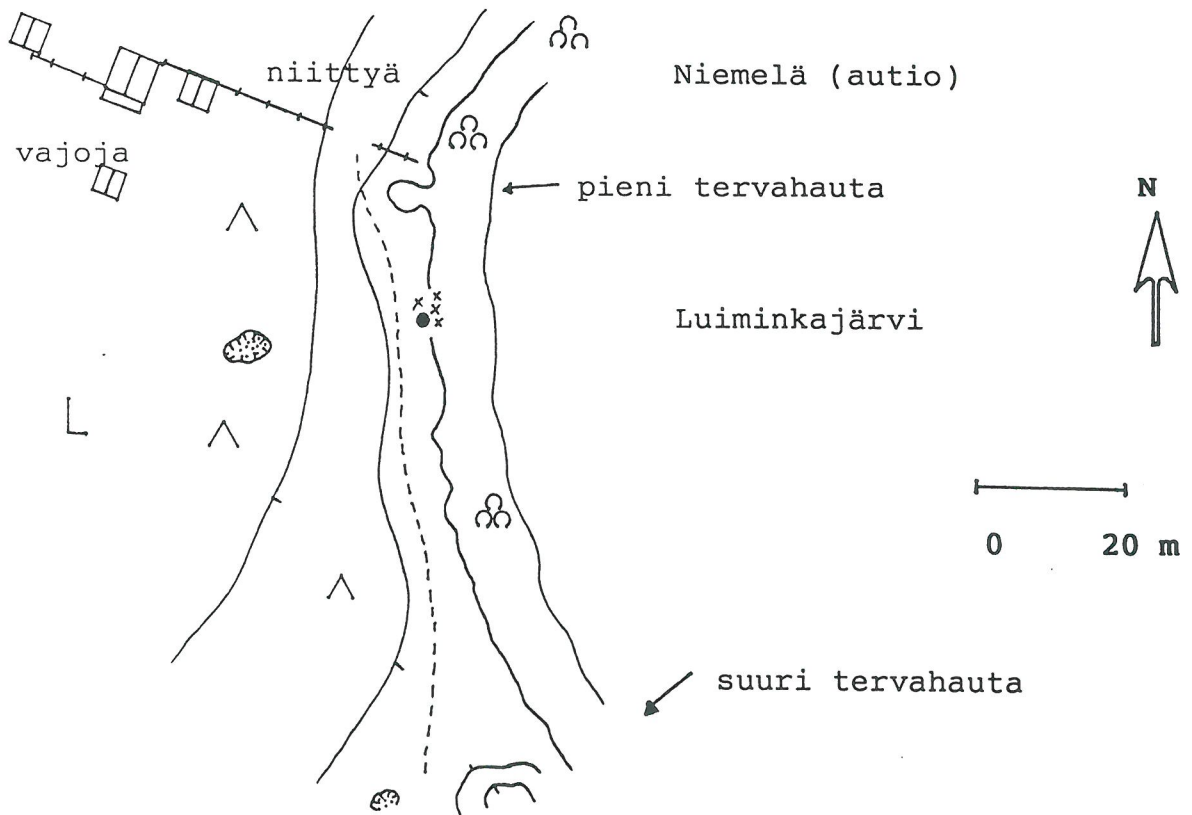 niittyä
Niemelä (autio)
vajoja
pieni tervahauta
N
Luiminkajärvi
0 20 m
suuri tervahauta